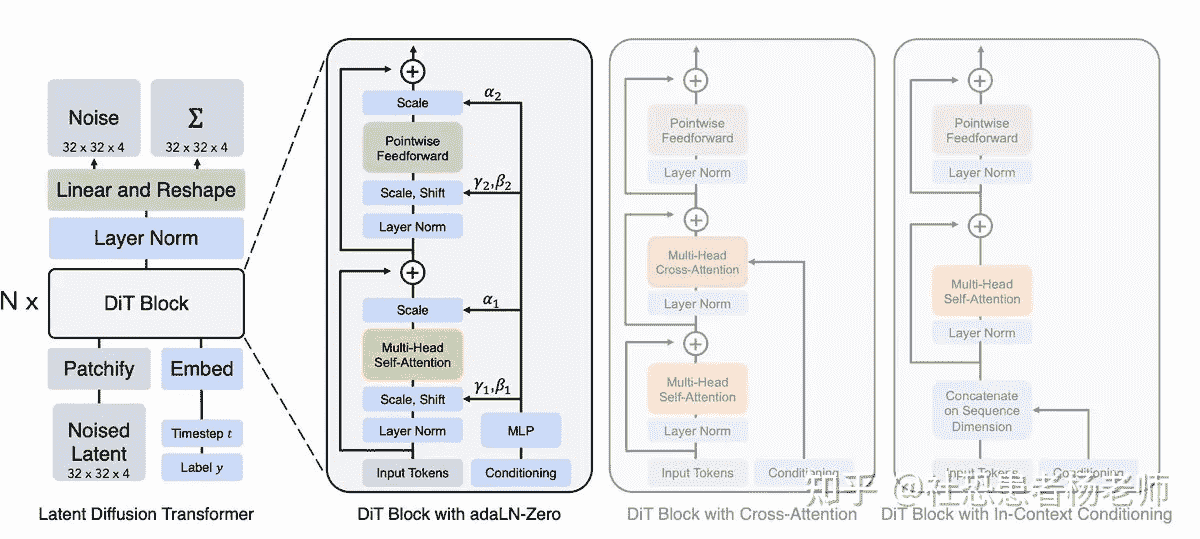 Noise
32 x 32 x 4
Σ
32 x 32 x 4
Linear and Reshape
Layer Norm
N x
DiT Block
Patchify
Embed
Noised
Latent
32 x 32 x 4
Timestep t
Label y
Latent Diffusion Transformer
α₂
Scale
Pointwise
Feedforward
γ₂,β₂
Scale, Shift
Layer Norm
α₁
Scale
Multi-Head
Self-Attention
γ₁,β₁
Scale, Shift
Layer Norm
MLP
Input Tokens
Conditioning
DiT Block with adaLN-Zero
Pointwise
Feedforward
Layer Norm
Multi-Head
Cross-Attention
Layer Norm
Multi-Head
Self-Attention
Layer Norm
Input Tokens
Conditioning
DiT Block with Cross-Attention
Pointwise
Feedforward
Layer Norm
Multi-Head
Self-Attention
Layer Norm
Concatenate
on Sequence
Dimension
Input Tokens
Conditioning
DiT Block with In-Context Conditioning
知乎 @社恐患者杨老师